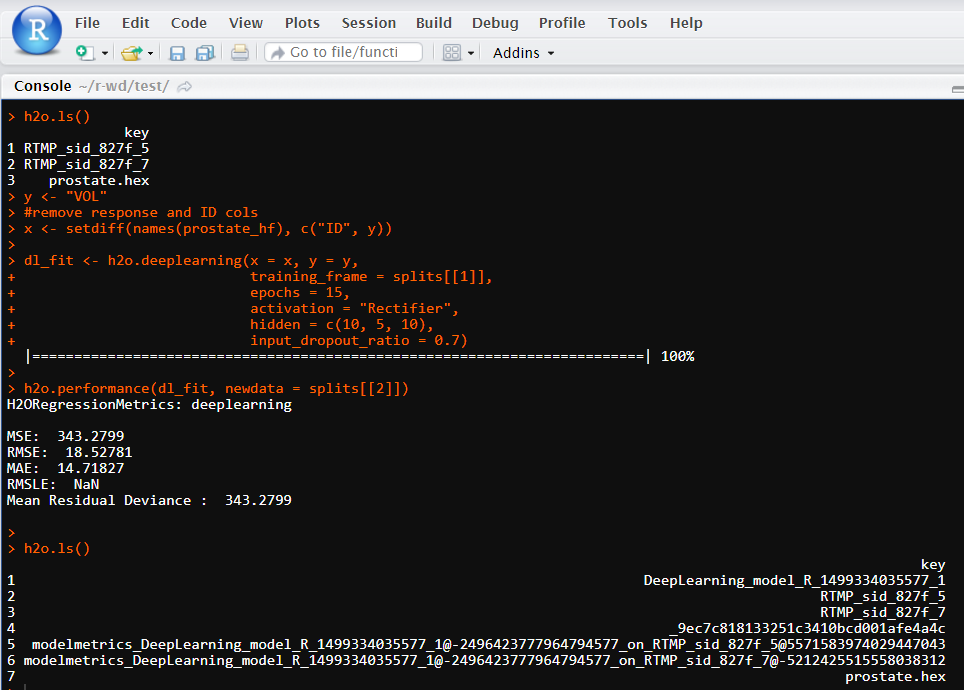 R
File Edit Code View Plots Session Build Debug Profile Tools Help
Go to file/functi Addins
Console ~/r-wd/test/
> h2o.ls()
key
1 RTMP_sid_827f_5
2 RTMP_sid_827f_7
3 prostate.hex
> y <- "VOL"
> #remove response and ID cols
> x <- setdiff(names(prostate_hf), c("ID", y))
>
> dl_fit <- h2o.deeplearning(x = x, y = y,
+ training_frame = splits[[1]],
+ epochs = 15,
+ activation = "Rectifier",
+ hidden = c(10, 5, 10),
+ input_dropout_ratio = 0.7)
|=========================================================================| 100%
>
> h2o.performance(dl_fit, newdata = splits[[2]])
H2ORegressionMetrics: deeplearning
MSE: 343.2799
RMSE: 18.52781
MAE: 14.71827
RMSLE: NaN
Mean Residual Deviance : 343.2799
>
> h2o.ls()
key
1 DeepLearning_model_R_1499334035577_1
2 RTMP_sid_827f_5
3 RTMP_sid_827f_7
4 _9ec7c818133251c3410bcd001afe4a4c
5 modelmetrics_DeepLearning_model_R_1499334035577_1@-2496423777964794577_on_RTMP_sid_827f_5@5571583974029447043
6 modelmetrics_DeepLearning_model_R_1499334035577_1@-2496423777964794577_on_RTMP_sid_827f_7@-5212425515558038312
7 prostate.hex